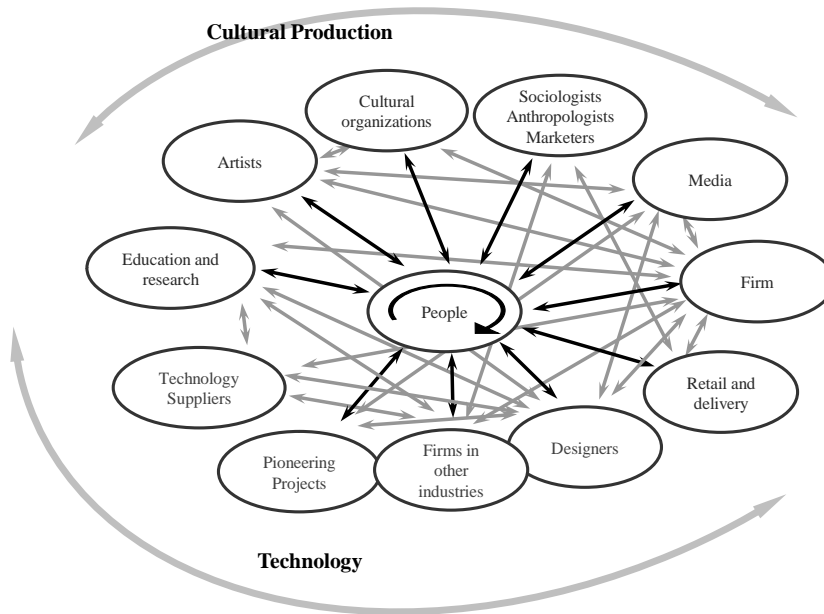 Cultural Production
Cultural
organizations
Sociologists
Anthropologists
Marketers
Artists
Media
Education and
research
Firm
People
Technology
Suppliers
Retail and
delivery
Pioneering
Projects
Firms in
other
industries
Designers
Technology